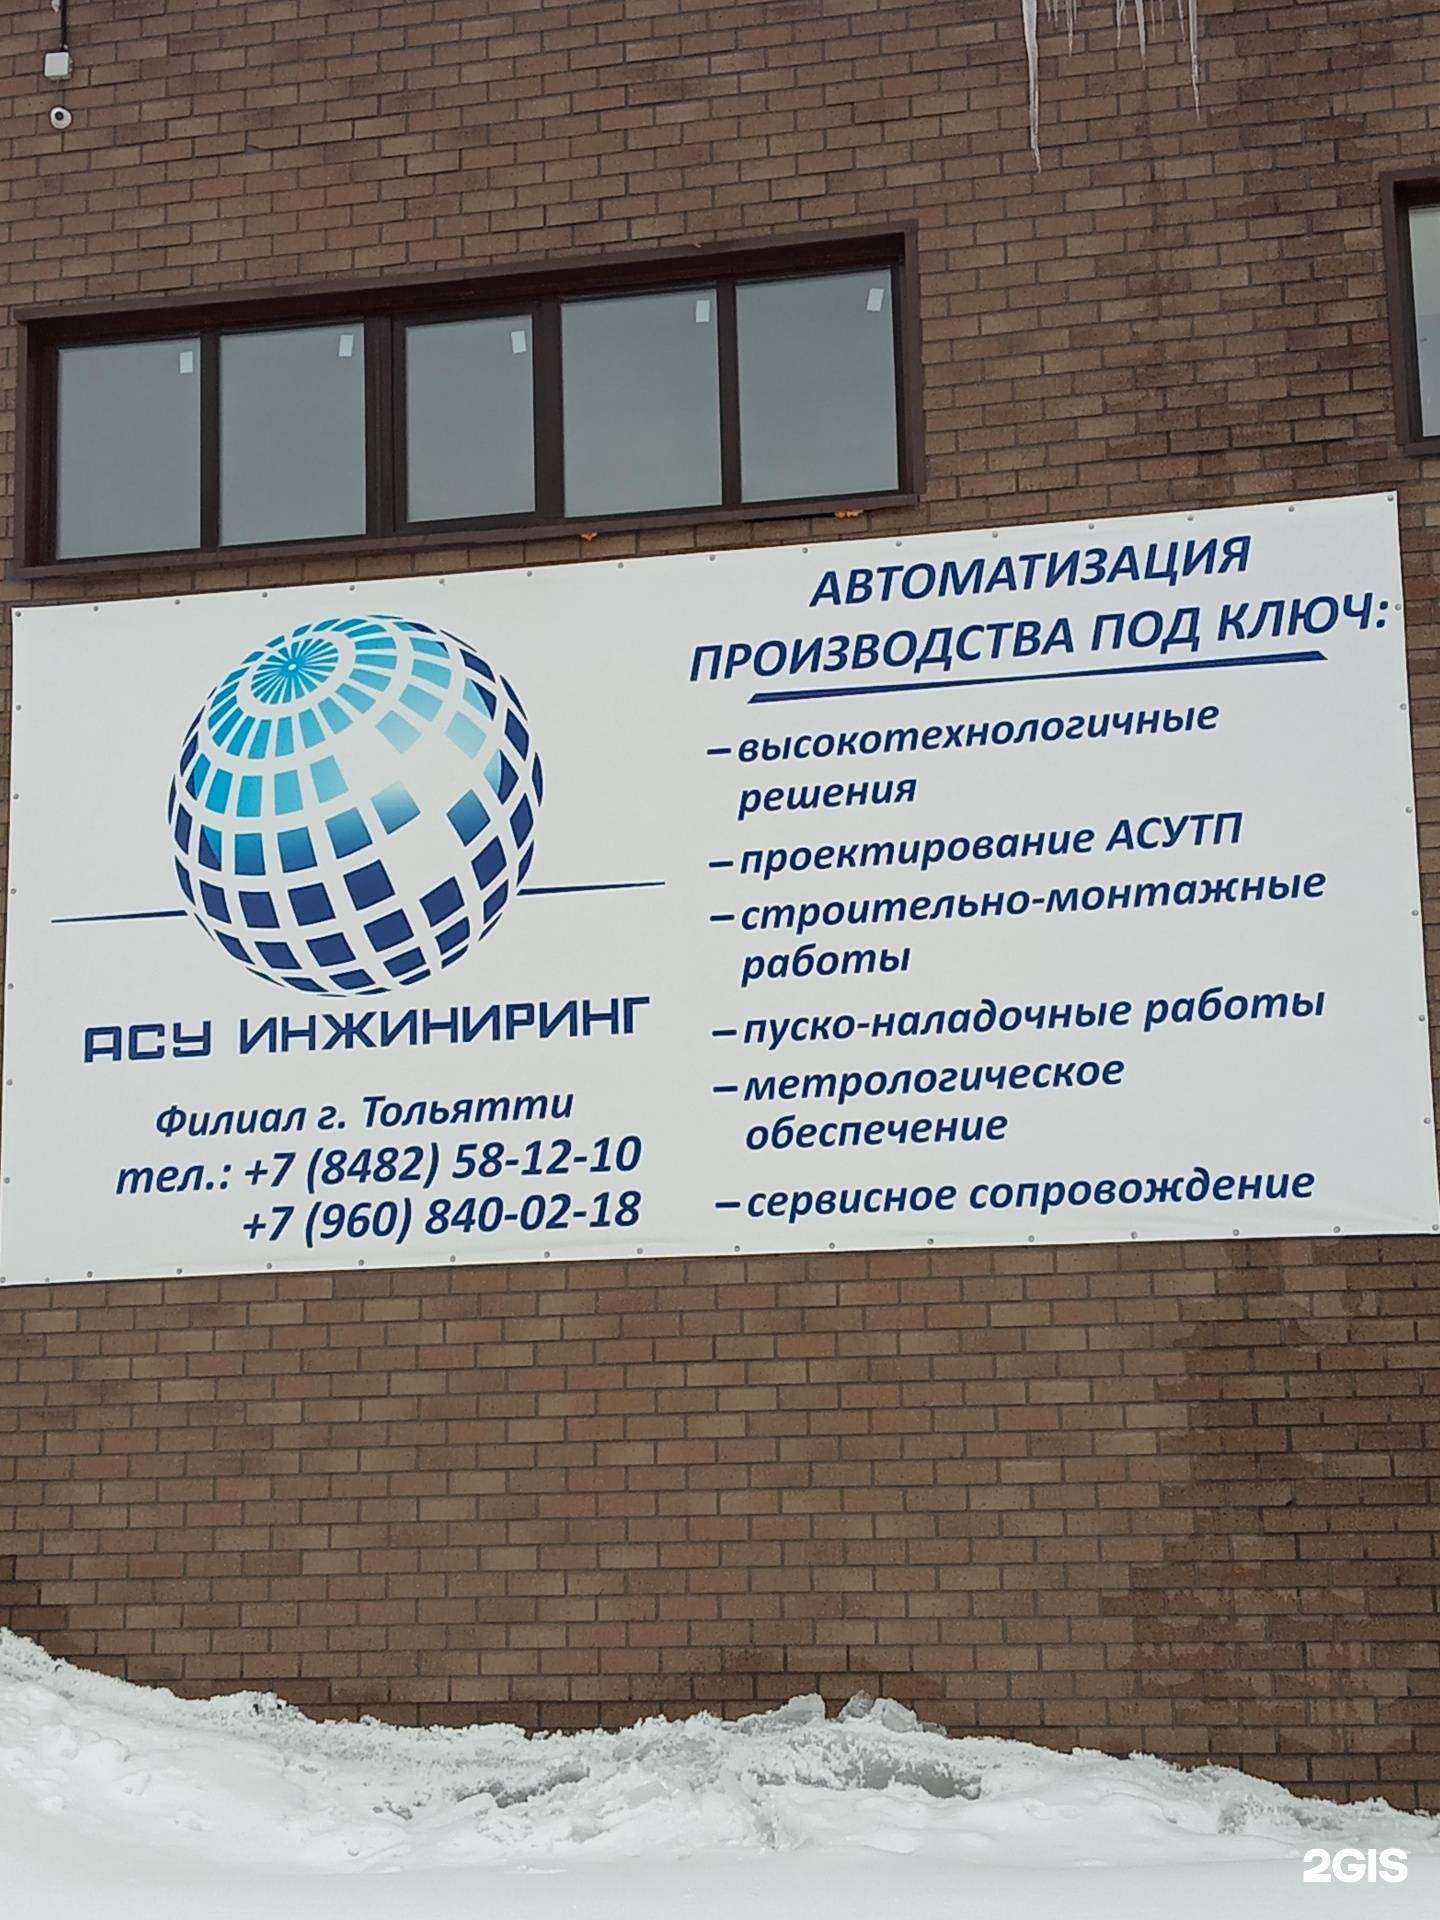 АСУ ИНЖИНИРИНГ
Филиал г. Тольятти
тел.: +7 (8482) 58-12-10
+7 (960) 840-02-18
АВТОМАТИЗАЦИЯ
ПРОИЗВОДСТВА ПОД КЛЮЧ:
– высокотехнологичные
решения
– проектирование АСУТП
– строительно-монтажные
работы
– пуско-наладочные работы
– метрологическое
обеспечение
– сервисное сопровождение
2GIS